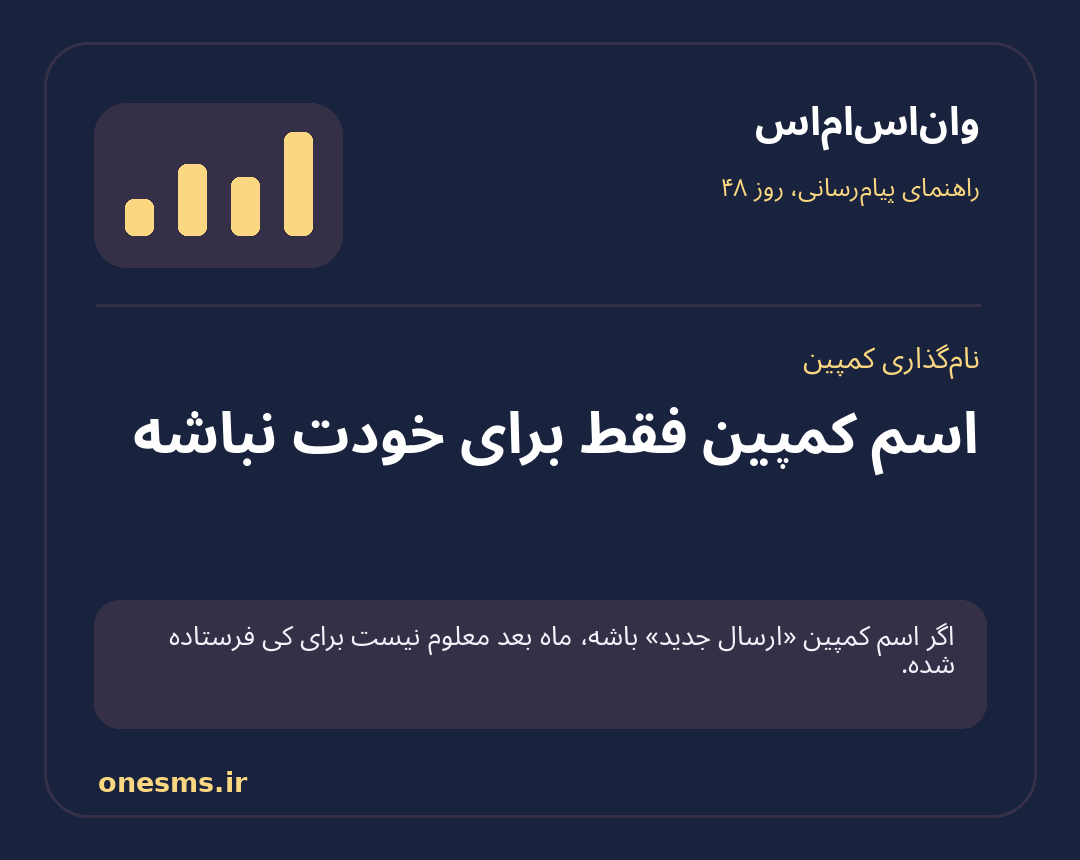 وان‌اس‌ام‌اس
راهنمای پیام‌رسانی، روز ۴۸
نام‌گذاری کمپین
اسم کمپین فقط برای خودت نباشه
اگر اسم کمپین «ارسال جدید» باشه، ماه بعد معلوم نیست برای کی فرستاده
شده.
onesms.ir